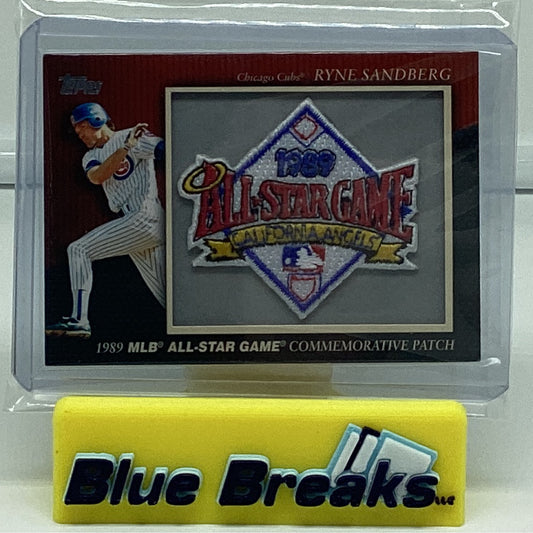 Topps
Chicago Cubs® RYNE SANDBERG
1989
ALL-STAR GAME
CALIFORNIA ANGELS
1989 MLB® ALL-STAR GAME® COMMEMORATIVE PATCH
Blue Breaks LLC